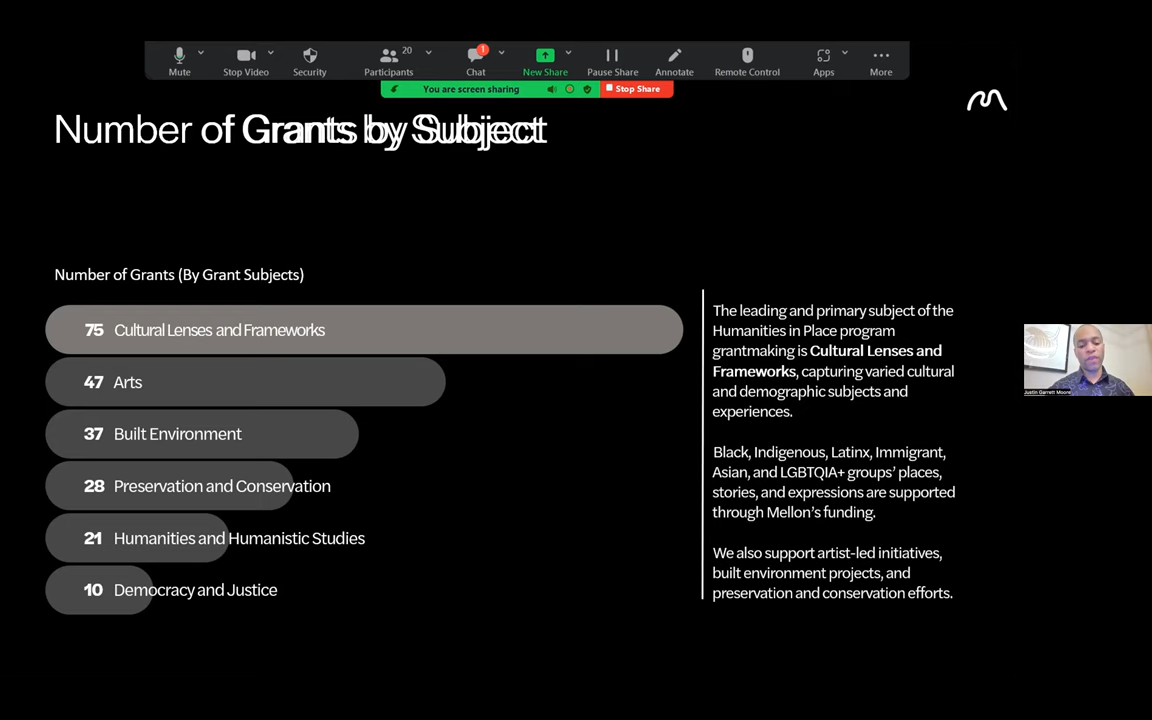 20
1
Mute
Stop Video
Security
Participants
Chat
New Share
Pause Share
Annotate
Remote Control
Apps
More
You are screen sharing
Stop Share
Number of Grants by Subject
Number of Grants (By Grant Subjects)
75 Cultural Lenses and Frameworks
47 Arts
37 Built Environment
28 Preservation and Conservation
21 Humanities and Humanistic Studies
10 Democracy and Justice
The leading and primary subject of the
Humanities in Place program
grantmaking is Cultural Lenses and
Frameworks, capturing varied cultural
and demographic subjects and
experiences.
Black, Indigenous, Latinx, Immigrant,
Asian, and LGBTQIA+ groups' places,
stories, and expressions are supported
through Mellon's funding.
We also support artist-led initiatives,
built environment projects, and
preservation and conservation efforts.
Justin Garrett Moore